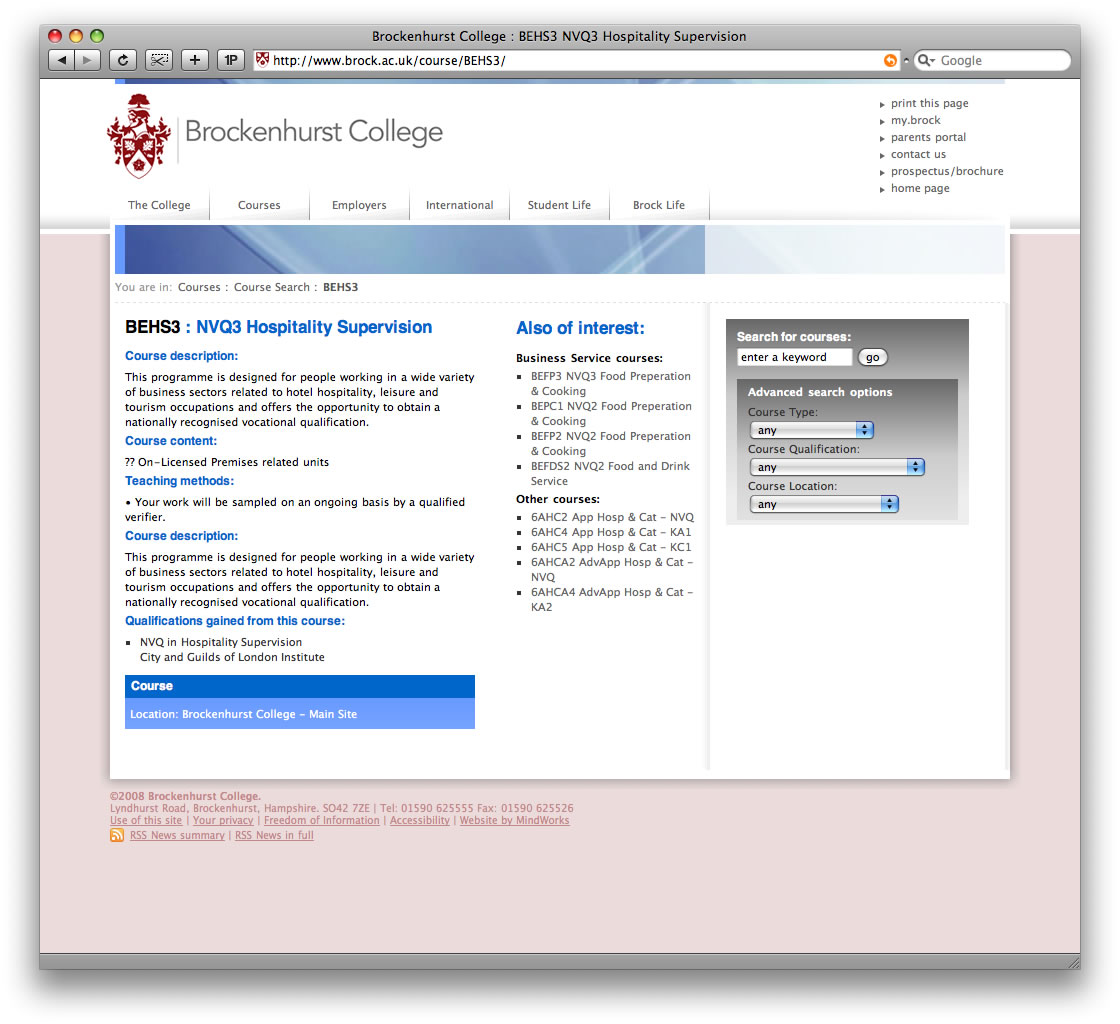 Brockenhurst College : BEHS3 NVQ3 Hospitality Supervision
1P
http://www.brock.ac.uk/course/BEHS3/
Google
Brockenhurst College
print this page
my.brock
parents portal
contact us
prospectus/brochure
home page
The College
Courses
Employers
International
Student Life
Brock Life
You are in: Courses : Course Search : BEHS3
BEHS3 : NVQ3 Hospitality Supervision
Course description:
This programme is designed for people working in a wide variety
of business sectors related to hotel hospitality, leisure and
tourism occupations and offers the opportunity to obtain a
nationally recognised vocational qualification.
Course content:
?? On-Licensed Premises related units
Teaching methods:
• Your work will be sampled on an ongoing basis by a qualified
verifier.
Course description:
This programme is designed for people working in a wide variety
of business sectors related to hotel hospitality, leisure and
tourism occupations and offers the opportunity to obtain a
nationally recognised vocational qualification.
Qualifications gained from this course:
NVQ in Hospitality Supervision
City and Guilds of London Institute
Course
Location: Brockenhurst College - Main Site
Also of interest:
Business Service courses:
BEFP3 NVQ3 Food Preperation
& Cooking
BEPC1 NVQ2 Food Preperation
& Cooking
BEFP2 NVQ2 Food Preperation
& Cooking
BEFDS2 NVQ2 Food and Drink
Service
Other courses:
6AHC2 App Hosp & Cat - NVQ
6AHC4 App Hosp & Cat - KA1
6AHC5 App Hosp & Cat - KC1
6AHCA2 AdvApp Hosp & Cat -
NVQ
6AHCA4 AdvApp Hosp & Cat -
KA2
Search for courses:
enter a keyword
go
Advanced search options
Course Type:
any
Course Qualification:
any
Course Location:
any
©2008 Brockenhurst College.
Lyndhurst Road, Brockenhurst, Hampshire. SO42 7ZE | Tel: 01590 625555 Fax: 01590 625526
Use of this site | Your privacy | Freedom of Information | Accessibility | Website by MindWorks
RSS News summary | RSS News in full